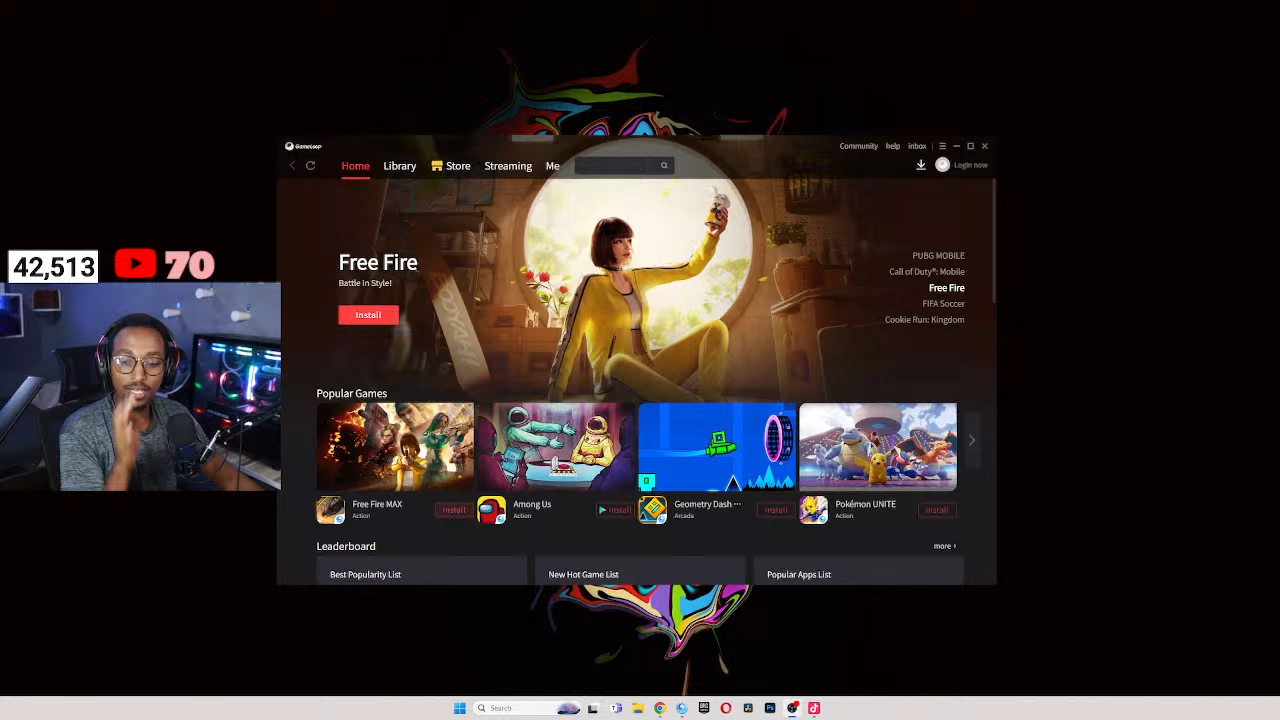 GameLoop
Community help inbox
Home Library Store Streaming Me
Login now
Free Fire
Battle In Style!
Install
PUBG MOBILE
Call of Duty®: Mobile
Free Fire
FIFA Soccer
Cookie Run: Kingdom
42,513 70
Popular Games
Free Fire MAX
Action
Install
Among Us
Action
Install
Geometry Dash ···
Arcade
Install
Pokémon UNITE
Action
Install
Leaderboard
more ›
Best Popularity List
New Hot Game List
Popular Apps List
Search
Ps